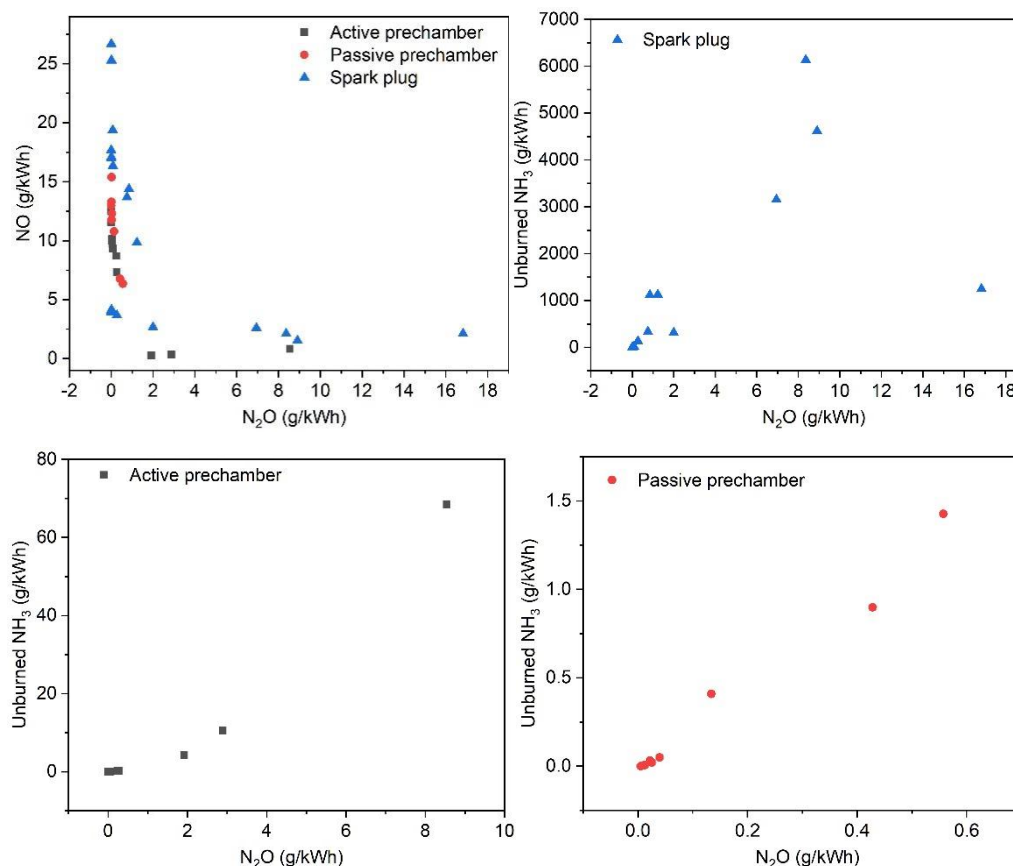 Active prechamber
Passive prechamber
Spark plug
NO (g/kWh)
25
20
15
10
5
0
-2 0 2 4 6 8 10 12 14 16 18
N₂O (g/kWh)
Spark plug
Unburned NH₃ (g/kWh)
7000
6000
5000
4000
3000
2000
1000
0
-2 0 2 4 6 8 10 12 14 16 18
N₂O (g/kWh)
Active prechamber
Unburned NH₃ (g/kWh)
80
60
40
20
0
0 2 4 6 8 10
N₂O (g/kWh)
Passive prechamber
Unburned NH₃ (g/kWh)
1.5
1.0
0.5
0.0
0.0 0.2 0.4 0.6
N₂O (g/kWh)